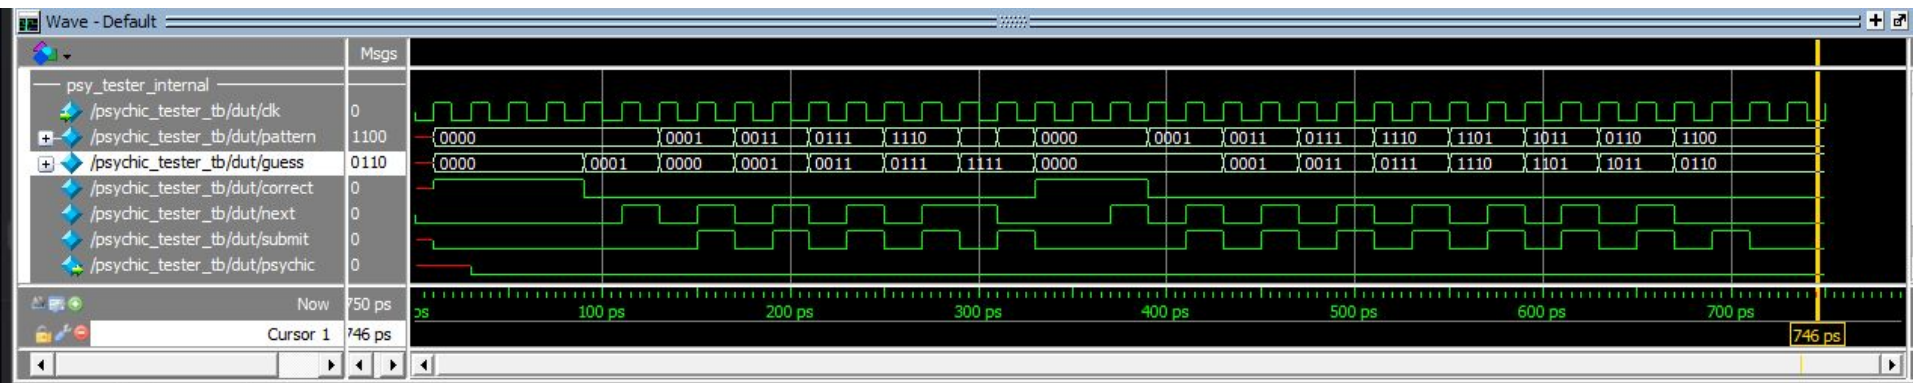 Wave - Default
Msgs
psy_tester_internal
/psychic_tester_tb/dut/clk 0
/psychic_tester_tb/dut/pattern 1100 0000 0001 0011 0111 1110 0000 0001 0011 0111 1110 1101 1011 0110 1100
/psychic_tester_tb/dut/guess 0110 0000 0001 0000 0001 0011 0111 1111 0000 0001 0011 0111 1110 1101 1011 0110
/psychic_tester_tb/dut/correct 0
/psychic_tester_tb/dut/next 0
/psychic_tester_tb/dut/submit 0
/psychic_tester_tb/dut/psychic 0
Now 750 ps ps 100 ps 200 ps 300 ps 400 ps 500 ps 600 ps 700 ps
Cursor 1 746 ps 746 ps